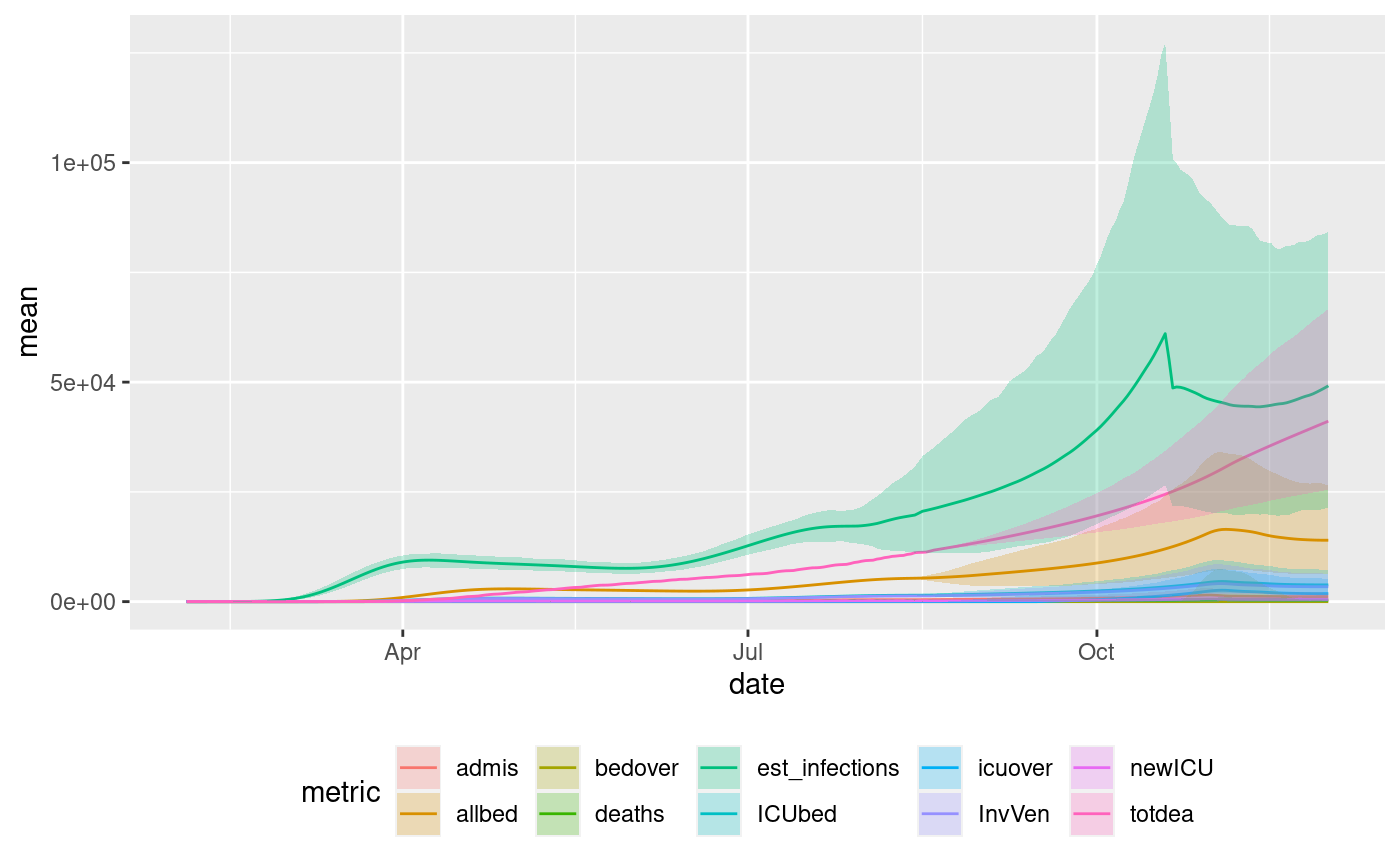 mean
1e+05
5e+04
0e+00
Apr Jul Oct
date
metric
admis bedover est_infections icuover newICU
allbed deaths ICUbed InvVen totdea